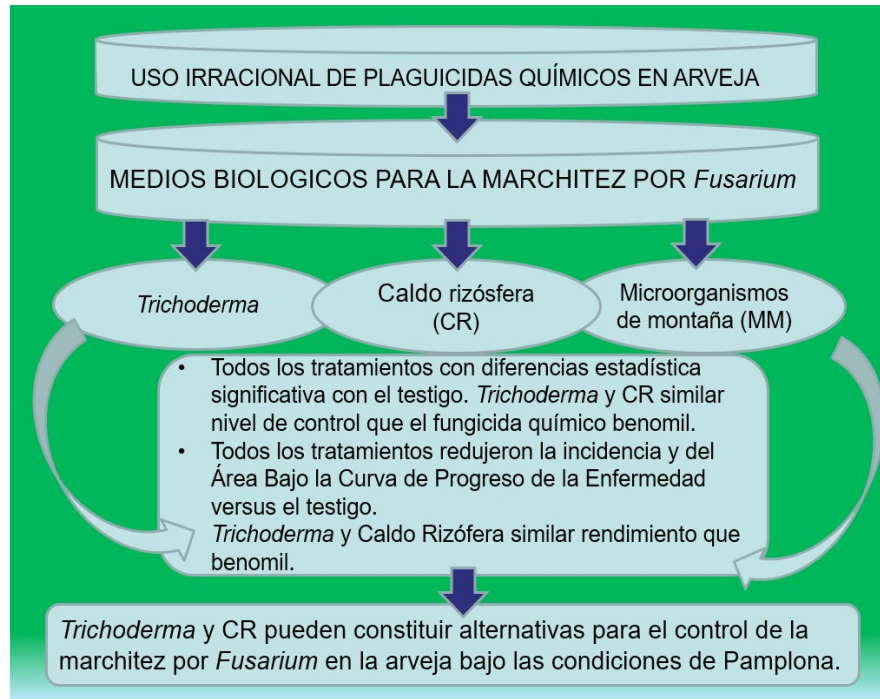 USO IRRACIONAL DE PLAGUICIDAS QUÍMICOS EN ARVEJA
MEDIOS BIOLOGICOS PARA LA MARCHITEZ POR Fusarium
Trichoderma
Caldo rizósfera
(CR)
Microorganismos
de montaña (MM)
• Todos los tratamientos con diferencias estadística
significativa con el testigo. Trichoderma y CR similar
nivel de control que el fungicida químico benomil.
• Todos los tratamientos redujeron la incidencia y del
Área Bajo la Curva de Progreso de la Enfermedad
versus el testigo.
Trichoderma y Caldo Rizófera similar rendimiento que
benomil.
Trichoderma y CR pueden constituir alternativas para el control de la
marchitez por Fusarium en la arveja bajo las condiciones de Pamplona.